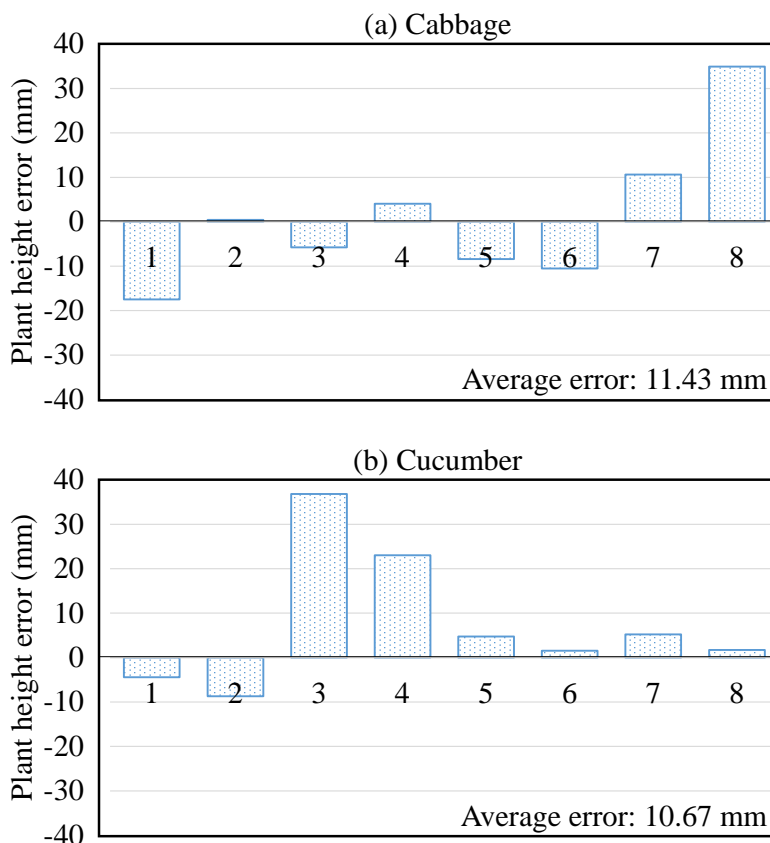 (a) Cabbage
Plant height error (mm)
40
30
20
10
0
-10
-20
-30
-40
1 2 3 4 5 6 7 8
Average error: 11.43 mm
(b) Cucumber
Plant height error (mm)
40
30
20
10
0
-10
-20
-30
-40
1 2 3 4 5 6 7 8
Average error: 10.67 mm